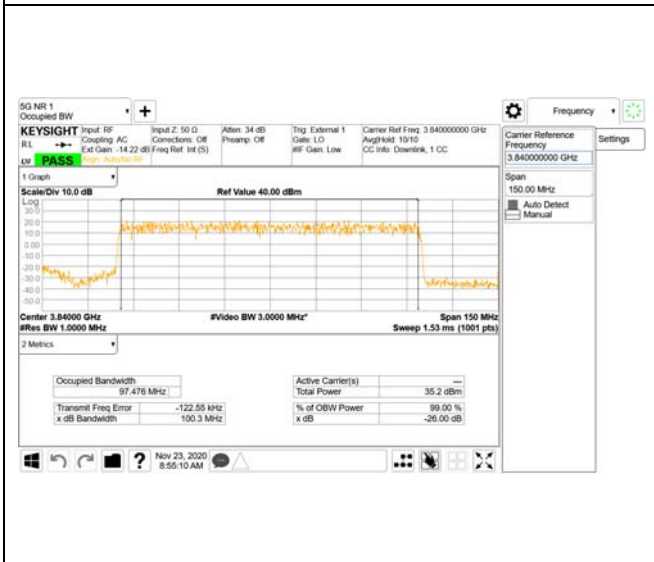 5G NR 1
Occupied BW
Frequency
KEYSIGHT Input: RF Input Z: 50 Ω Atten: 34 dB Trig: External 1 Carrier Ref Freq: 3.840000000 GHz
RL Coupling: AC Corrections: Off Preamp: Off Gate: LO Avg|Hold: 10/10
Ext Gain: -14.22 dB Freq Ref: Int (S) #IF Gain: Low CC Info: Downlink, 1 CC
LXI PASS Align: Auto/No RF
Carrier Reference
Frequency
3.840000000 GHz
Settings
Span
150.00 MHz
Auto Detect
Manual
1 Graph
Scale/Div 10.0 dB Ref Value 40.00 dBm
Log
30.0
20.0
10.0
0.00
-10.0
-20.0
-30.0
-40.0
-50.0
Center 3.84000 GHz #Video BW 3.0000 MHz* Span 150 MHz
#Res BW 1.0000 MHz Sweep 1.53 ms (1001 pts)
2 Metrics
Occupied Bandwidth Active Carrier(s) ---
97.476 MHz Total Power 35.2 dBm
Transmit Freq Error -122.55 kHz % of OBW Power 99.00 %
x dB Bandwidth 100.3 MHz x dB -26.00 dB
? Nov 23, 2020
8:55:10 AM